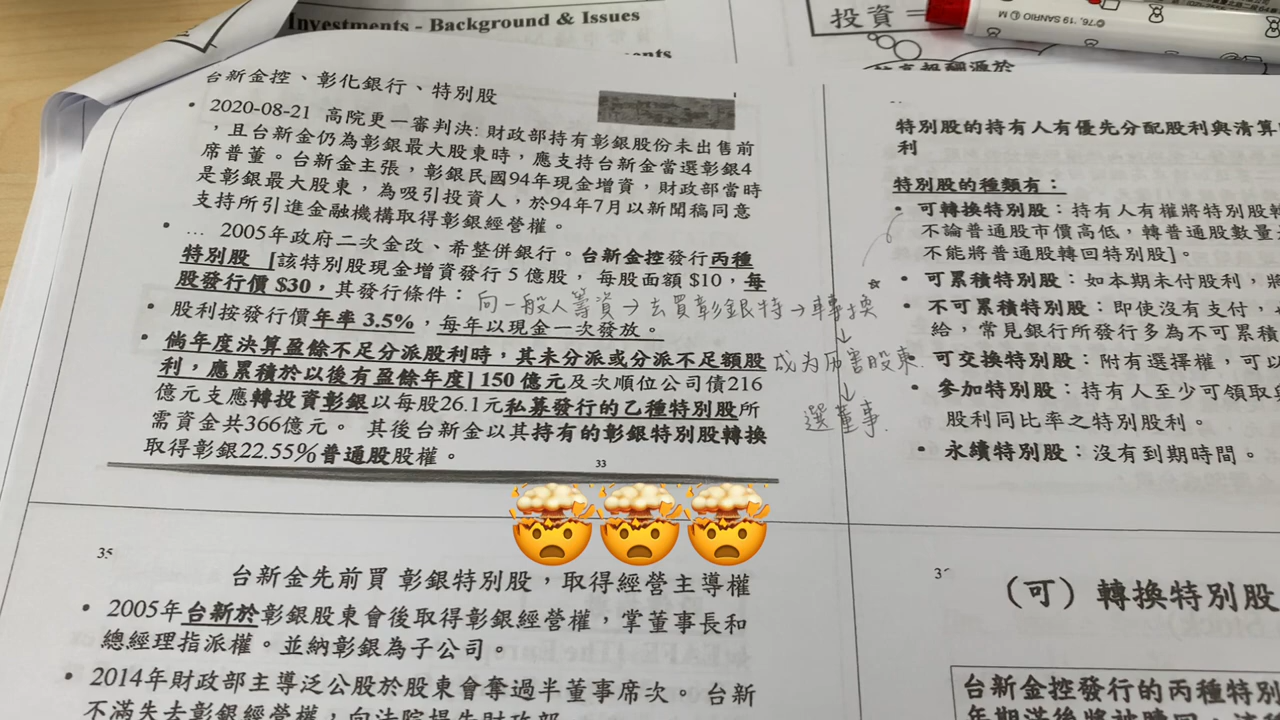 Investments - Background & Issues
投資=
©76, 19 SANRIO
台新金控、彰化銀行、特別股
• 2020-08-21 高院更一審判決: 財政部持有彰銀股份未出售前
，且台新金仍為彰銀最大股東時，應支持台新金當選彰銀4
席普董。台新金主張，彰銀民國94年現金增資，財政部當時
是彰銀最大股東，為吸引投資人，於94年7月以新聞稿同意
支持所引進金融機構取得彰銀經營權。
• … 2005年政府二次金改、希整併銀行。台新金控發行丙種
特別股 [該特別股現金增資發行 5 億股，每股面額 $10，每
股發行價 $30，其發行條件：
向一般人籌資→去買彰銀特→轉換
↓
成为历害股東
↓
選董事
• 股利按發行價年率 3.5%，每年以現金一次發放。
• 倘年度決算盈餘不足分派股利時，其未分派或分派不足額股
利，應累積於以後有盈餘年度] 150 億元及次順位公司債216
億元支應轉投資彰銀以每股26.1元私募發行的乙種特別股所
需資金共366億元。 其後台新金以其持有的彰銀特別股轉換
取得彰銀22.55%普通股股權。
33
特別股的持有人有優先分配股利與清算
利
特別股的種類有：
• 可轉換特別股：持有人有權將特別股轉
不論普通股市價高低，轉普通股數量
不能將普通股轉回特別股]。
• 可累積特別股：如本期未付股利，將
• 不可累積特別股：即使沒有支付，
給，常見銀行所發行多為不可累積
• 可交換特別股：附有選擇權，可以
• 參加特別股：持有人至少可領取
股利同比率之特別股利。
• 永續特別股：沒有到期時間。
35
台新金先前買 彰銀特別股，取得經營主導權
• 2005年台新於彰銀股東會後取得彰銀經營權，掌董事長和
總經理指派權。並納彰銀為子公司。
• 2014年財政部主導泛公股於股東會奪過半董事席次。 台新
不滿失去彰銀經營權，向法院提告財政部
（可）轉換特別股
台新金控發行的丙種特別